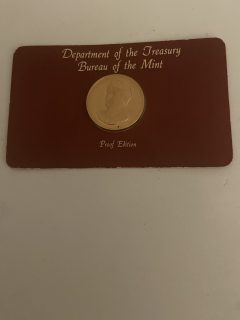 Department of the Treasury
Bureau of the Mint
Proof Edition